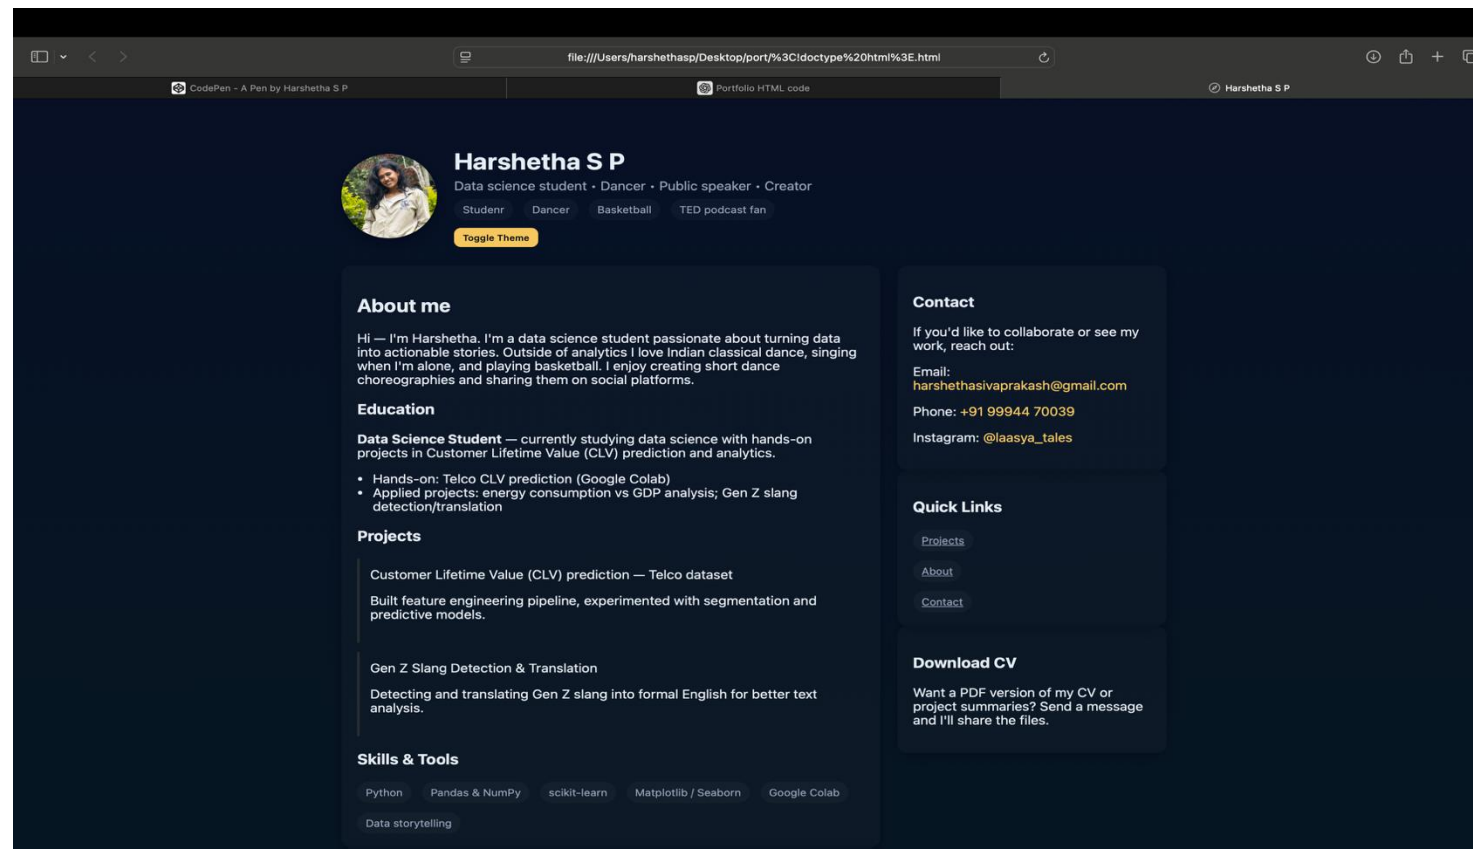 file:///Users/harshethasp/Desktop/port/%3C!doctype%20html%3E.html
CodePen - A Pen by Harshetha S P
Portfolio HTML code
Harshetha S P
Harshetha S P
Data science student • Dancer • Public speaker • Creator
Studenr
Dancer
Basketball
TED podcast fan
Toggle Theme
About me
Hi — I'm Harshetha. I'm a data science student passionate about turning data
into actionable stories. Outside of analytics I love Indian classical dance, singing
when I'm alone, and playing basketball. I enjoy creating short dance
choreographies and sharing them on social platforms.
Education
Data Science Student — currently studying data science with hands-on
projects in Customer Lifetime Value (CLV) prediction and analytics.
• Hands-on: Telco CLV prediction (Google Colab)
• Applied projects: energy consumption vs GDP analysis; Gen Z slang
detection/translation
Projects
Customer Lifetime Value (CLV) prediction — Telco dataset
Built feature engineering pipeline, experimented with segmentation and
predictive models.
Gen Z Slang Detection & Translation
Detecting and translating Gen Z slang into formal English for better text
analysis.
Skills & Tools
Python
Pandas & NumPy
scikit-learn
Matplotlib / Seaborn
Google Colab
Data storytelling
Contact
If you'd like to collaborate or see my
work, reach out:
Email:
harshethasivaprakash@gmail.com
Phone: +91 99944 70039
Instagram: @laasya_tales
Quick Links
Projects
About
Contact
Download CV
Want a PDF version of my CV or
project summaries? Send a message
and I'll share the files.